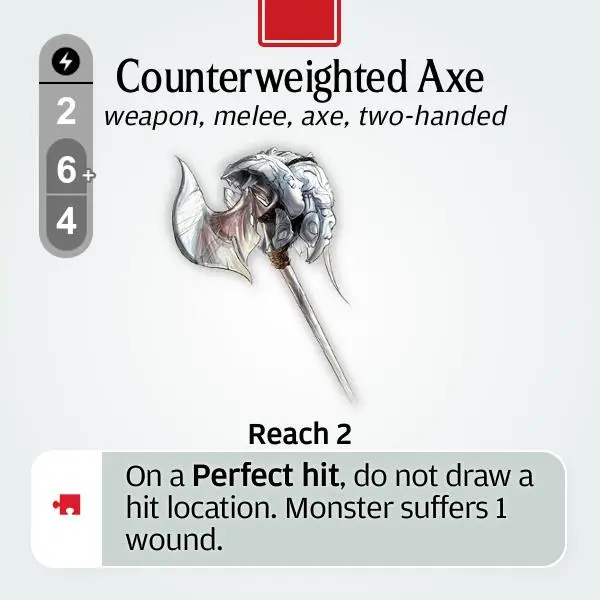 Counterweighted Axe
weapon, melee, axe, two-handed
2
6+
4
Reach 2
On a Perfect hit, do not draw a
hit location. Monster suffers 1
wound.